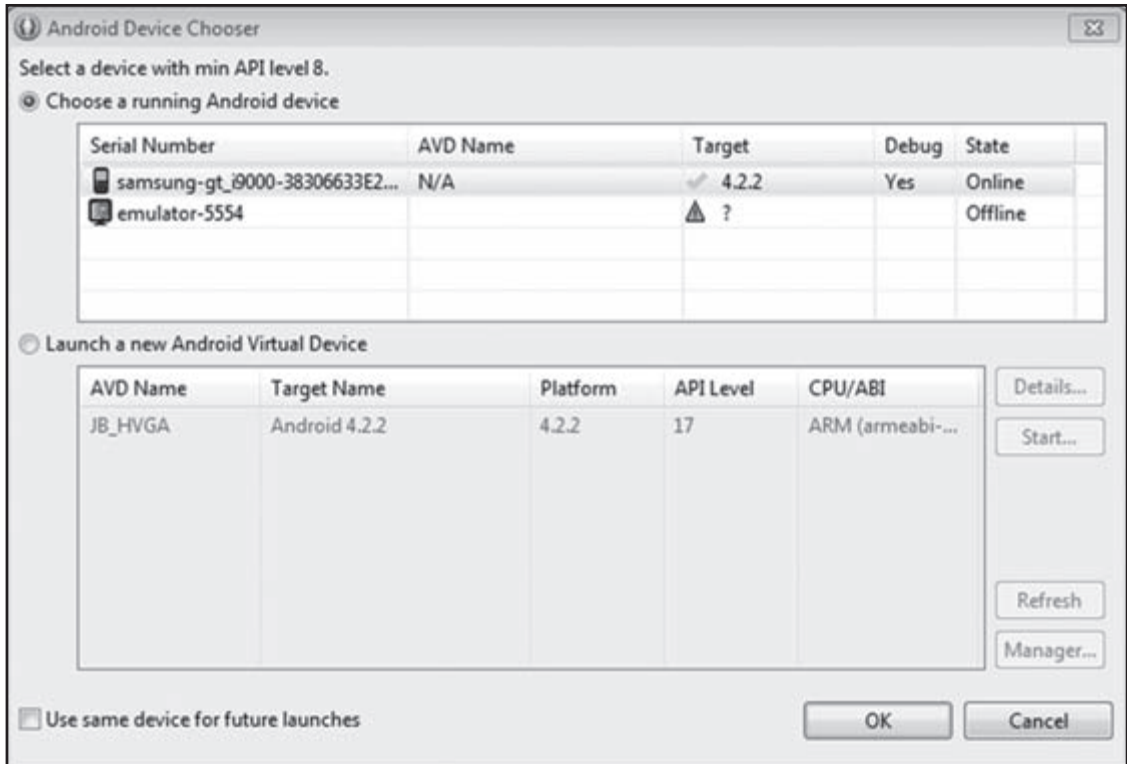 Android Device Chooser
Select a device with min API level 8.
Choose a running Android device
Serial Number AVD Name Target Debug State
samsung-gt_i9000-38306633E2... N/A 4.2.2 Yes Online
emulator-5554 ? Offline
Launch a new Android Virtual Device
AVD Name Target Name Platform API Level CPU/ABI Details...
JB_HVGA Android 4.2.2 4.2.2 17 ARM (armeabi-...
Start...
Refresh
Manager...
Use same device for future launches OK Cancel